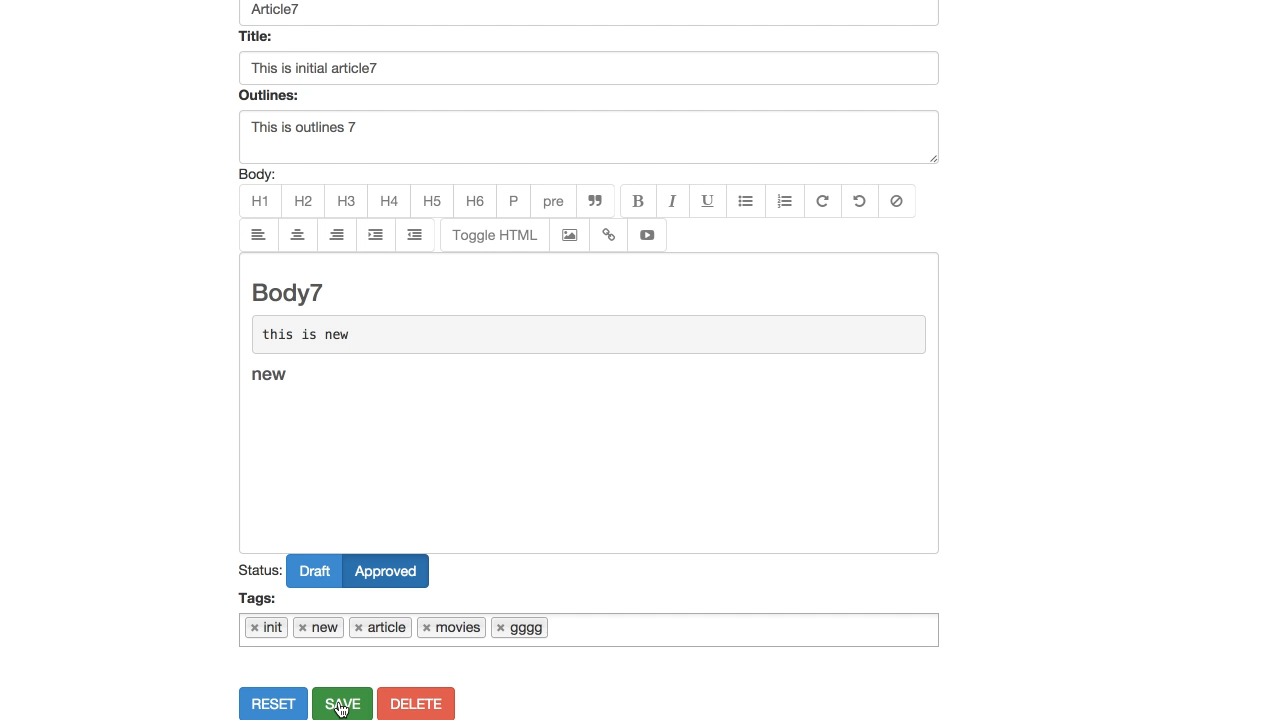 Article7
Title:
This is initial article7
Outlines:
This is outlines 7
Body:
H1 H2 H3 H4 H5 H6 P pre B I U
Toggle HTML
Body7
this is new
new
Status: Draft Approved
Tags:
× init × new × article × movies × gggg
RESET SAVE DELETE